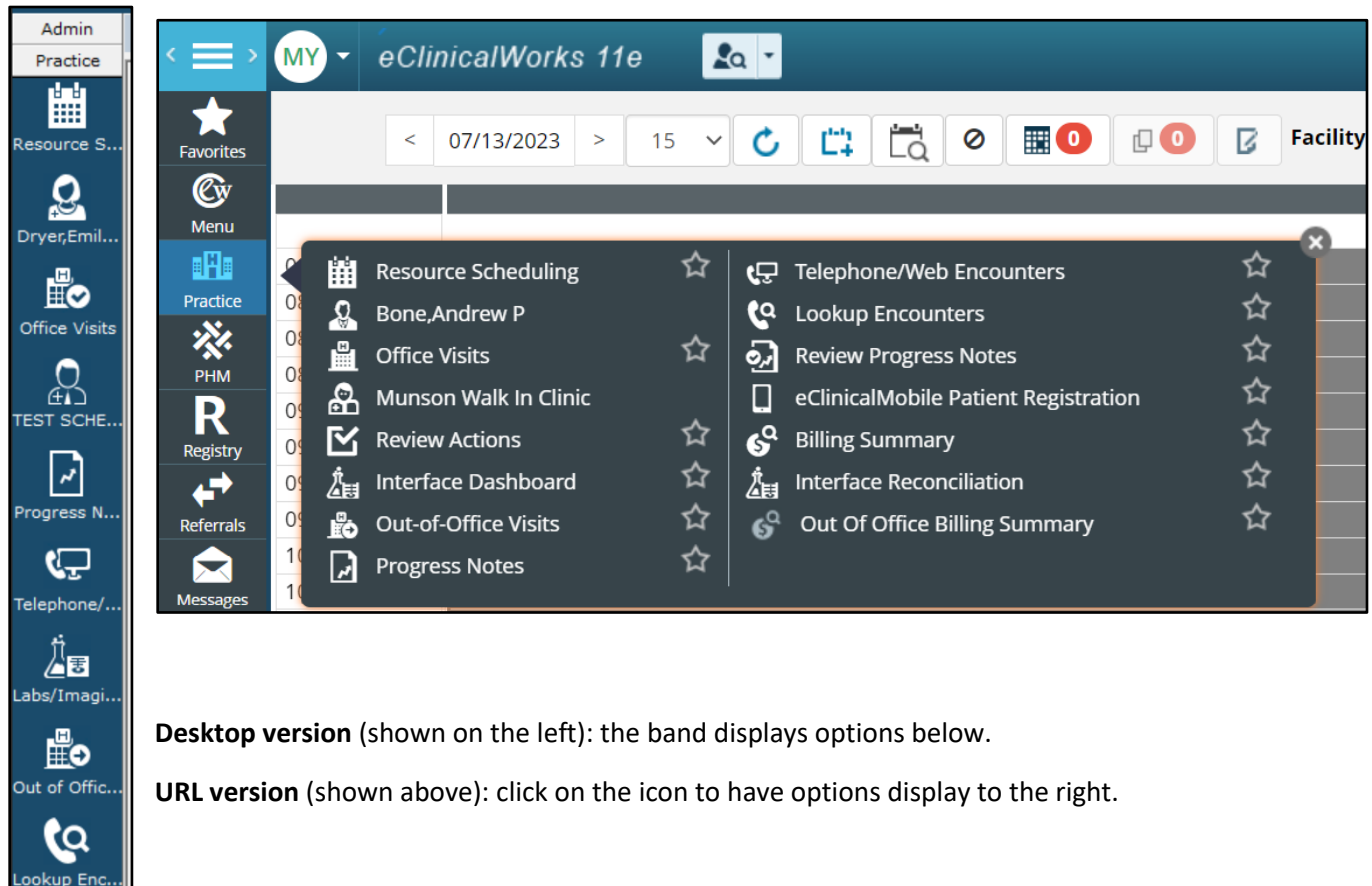 Admin
Practice
Resource S...
Dryer,Emil...
Office Visits
TEST SCHE...
Progress N...
Telephone/...
Labs/Imagi...
Out of Offic...
Lookup Enc...
< > MY eClinicalWorks 11e
Favorites
Menu
Practice
PHM
R
Registry
Referrals
Messages
< 07/13/2023 > 15 0 0 Facility
Resource Scheduling
Bone,Andrew P
Office Visits
Munson Walk In Clinic
Review Actions
Interface Dashboard
Out-of-Office Visits
Progress Notes
Telephone/Web Encounters
Lookup Encounters
Review Progress Notes
eClinicalMobile Patient Registration
Billing Summary
Interface Reconciliation
Out Of Office Billing Summary
Desktop version (shown on the left): the band displays options below.
URL version (shown above): click on the icon to have options display to the right.